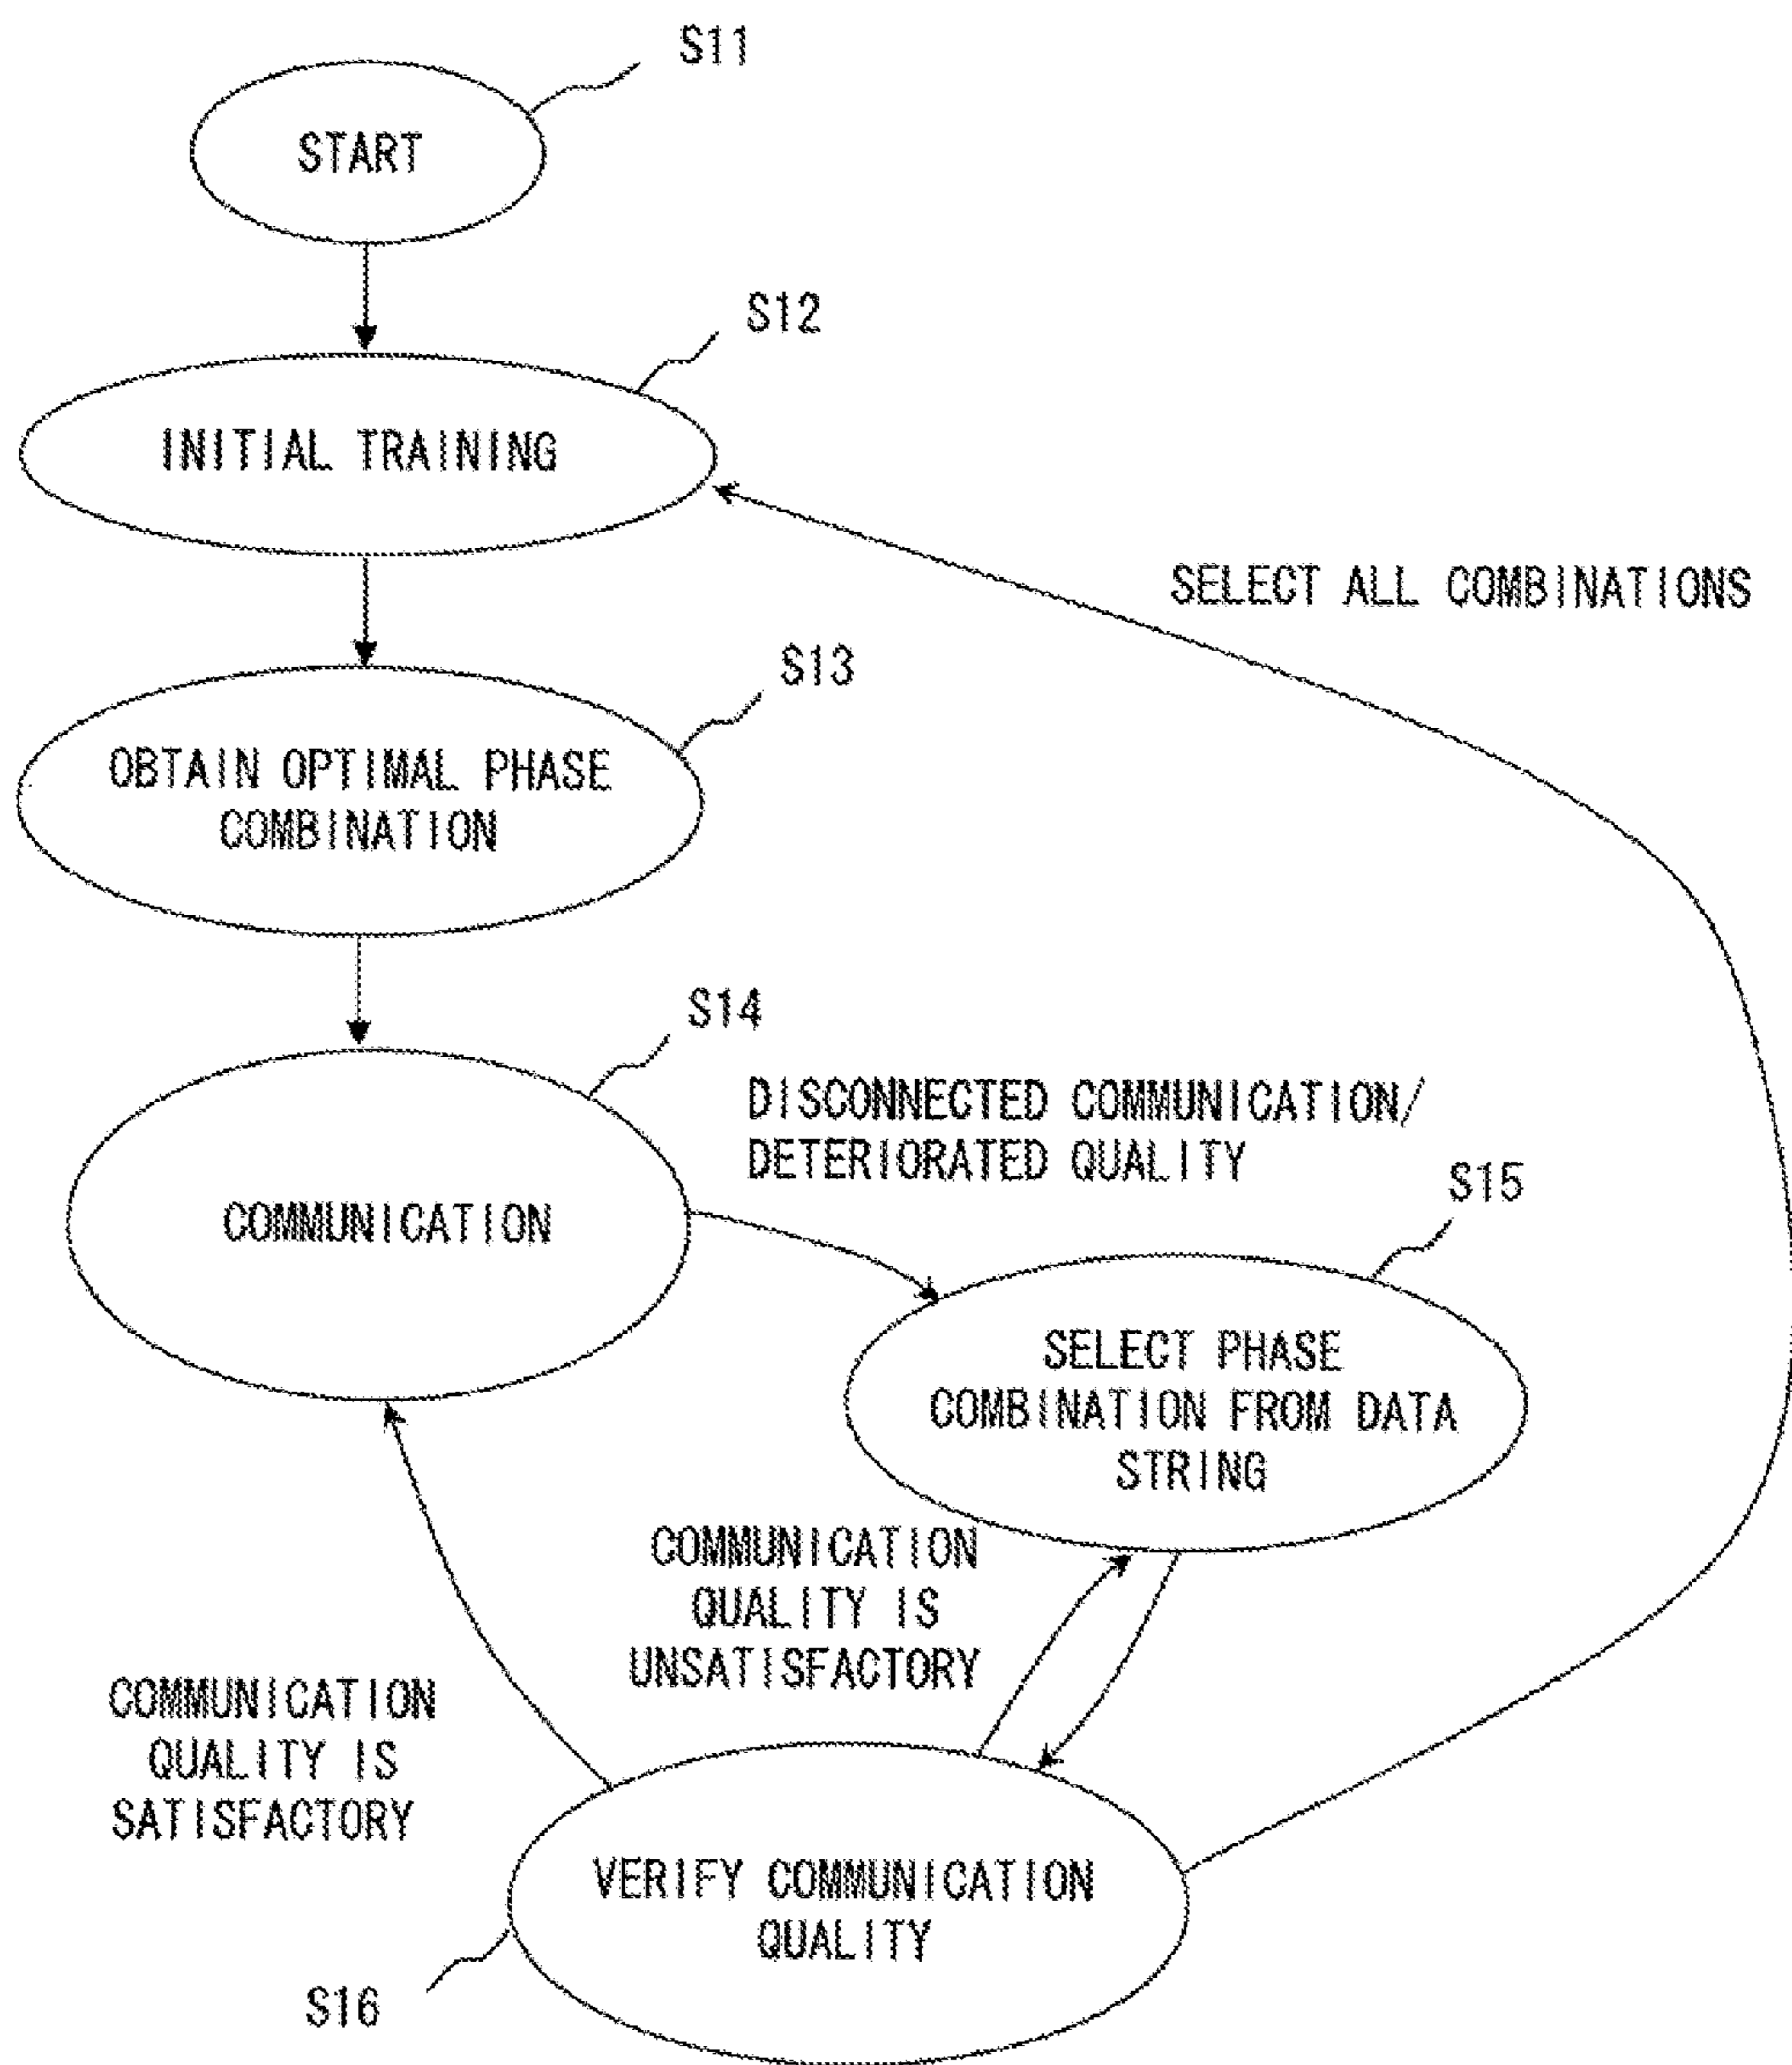 S11
START
S12
INITIAL TRAINING
SELECT ALL COMBINATIONS
S13
OBTAIN OPTIMAL PHASE
COMBINATION
S14
DISCONNECTED COMMUNICATION/
DETERIORATED QUALITY
S15
COMMUNICATION
SELECT PHASE
COMBINATION FROM DATA
STRING
COMMUNICATION
QUALITY IS
UNSATISFACTORY
COMMUNICATION
QUALITY IS
SATISFACTORY
VERIFY COMMUNICATION
QUALITY
S16